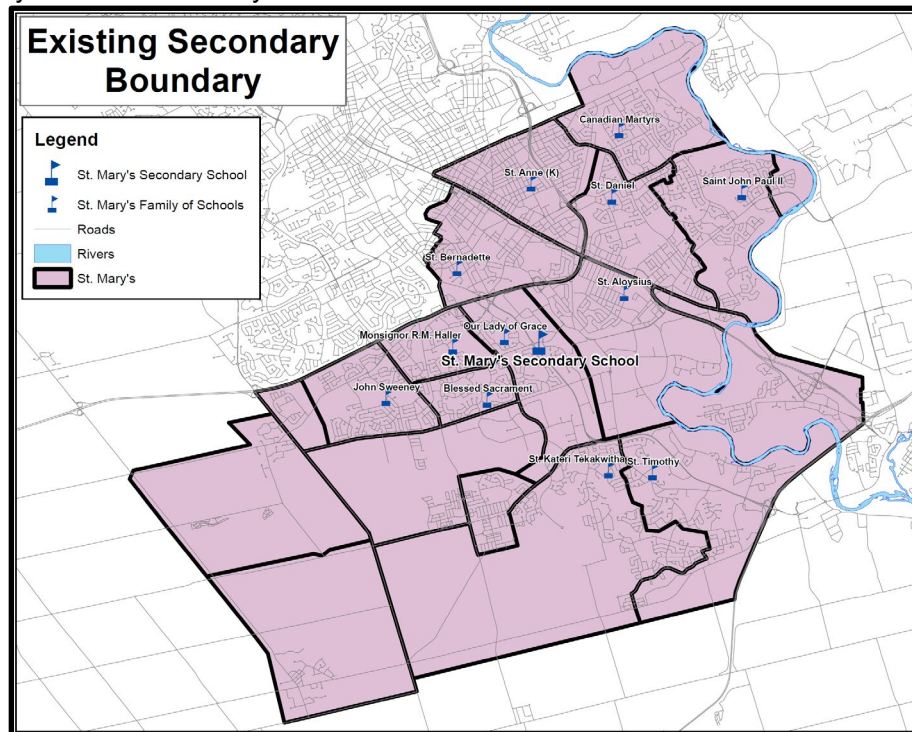 Existing Secondary
Boundary
Legend
St. Mary's Secondary School
St. Mary's Family of Schools
Roads
Rivers
St. Mary's
Canadian Martyrs
St. Anne (K)
St. Daniel
Saint John Paul II
St. Bernadette
St. Aloysius
Our Lady of Grace
Monsignor R.M. Haller
St. Mary's Secondary School
John Sweeney
Blessed Sacrament
St. Kateri Tekakwitha
St. Timothy